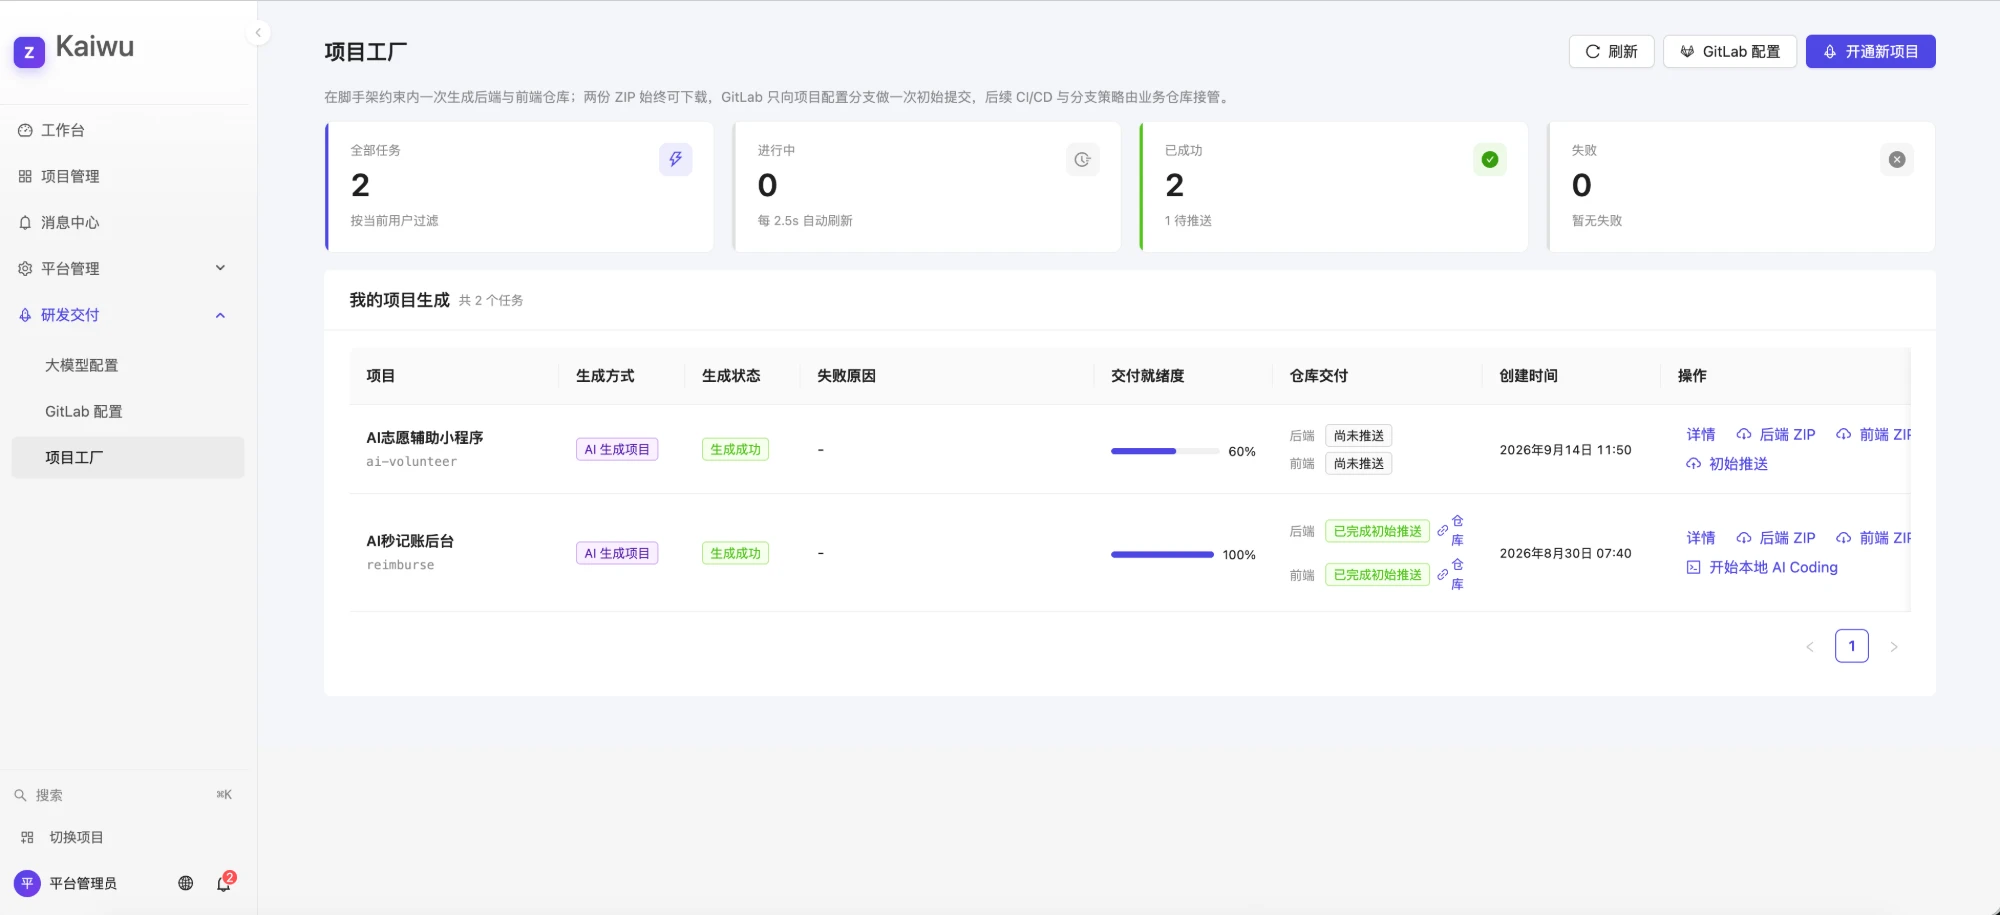 Z Kaiwu
工作台
项目管理
消息中心
平台管理
研发交付
大模型配置
GitLab 配置
项目工厂
搜索 ⌘K
切换项目
平 平台管理员 2
项目工厂
刷新 GitLab 配置 开通新项目
在脚手架约束内一次生成后端与前端仓库；两份 ZIP 始终可下载，GitLab 只向项目配置分支做一次初始提交，后续 CI/CD 与分支策略由业务仓库接管。
全部任务
2
按当前用户过滤
进行中
0
每 2.5s 自动刷新
已成功
2
1 待推送
失败
0
暂无失败
我的项目生成 共 2 个任务
项目 生成方式 生成状态 失败原因 交付就绪度 仓库交付 创建时间 操作
AI志愿辅助小程序
ai-volunteer
AI 生成项目 生成成功 - 60%
后端 尚未推送
前端 尚未推送
2026年9月14日 11:50
详情 后端 ZIP 前端 ZIP
初始推送
AI秒记账后台
reimburse
AI 生成项目 生成成功 - 100%
后端 已完成初始推送 仓库
前端 已完成初始推送 仓库
2026年8月30日 07:40
详情 后端 ZIP 前端 ZIP
开始本地 AI Coding
1